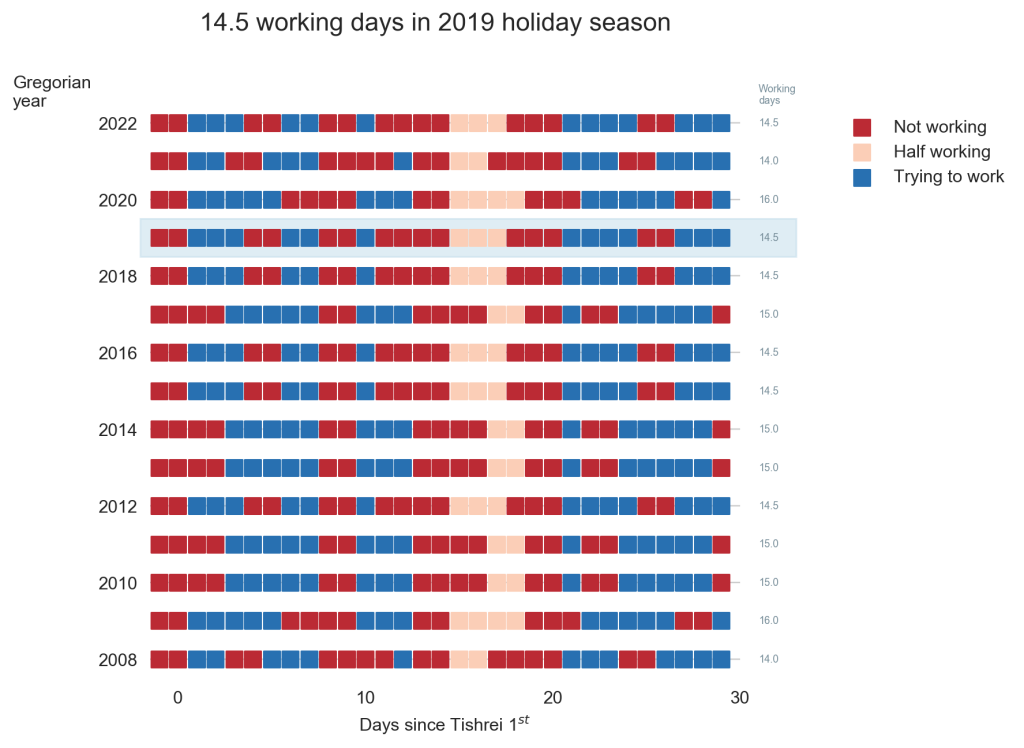 14.5 working days in 2019 holiday season
Gregorian
year
Working
days
2022 14.5
14.0
2020 16.0
14.5
2018 14.5
15.0
2016 14.5
14.5
2014 15.0
15.0
2012 14.5
15.0
2010 15.0
16.0
2008 14.0
Not working
Half working
Trying to work
0 10 20 30
Days since Tishrei 1st